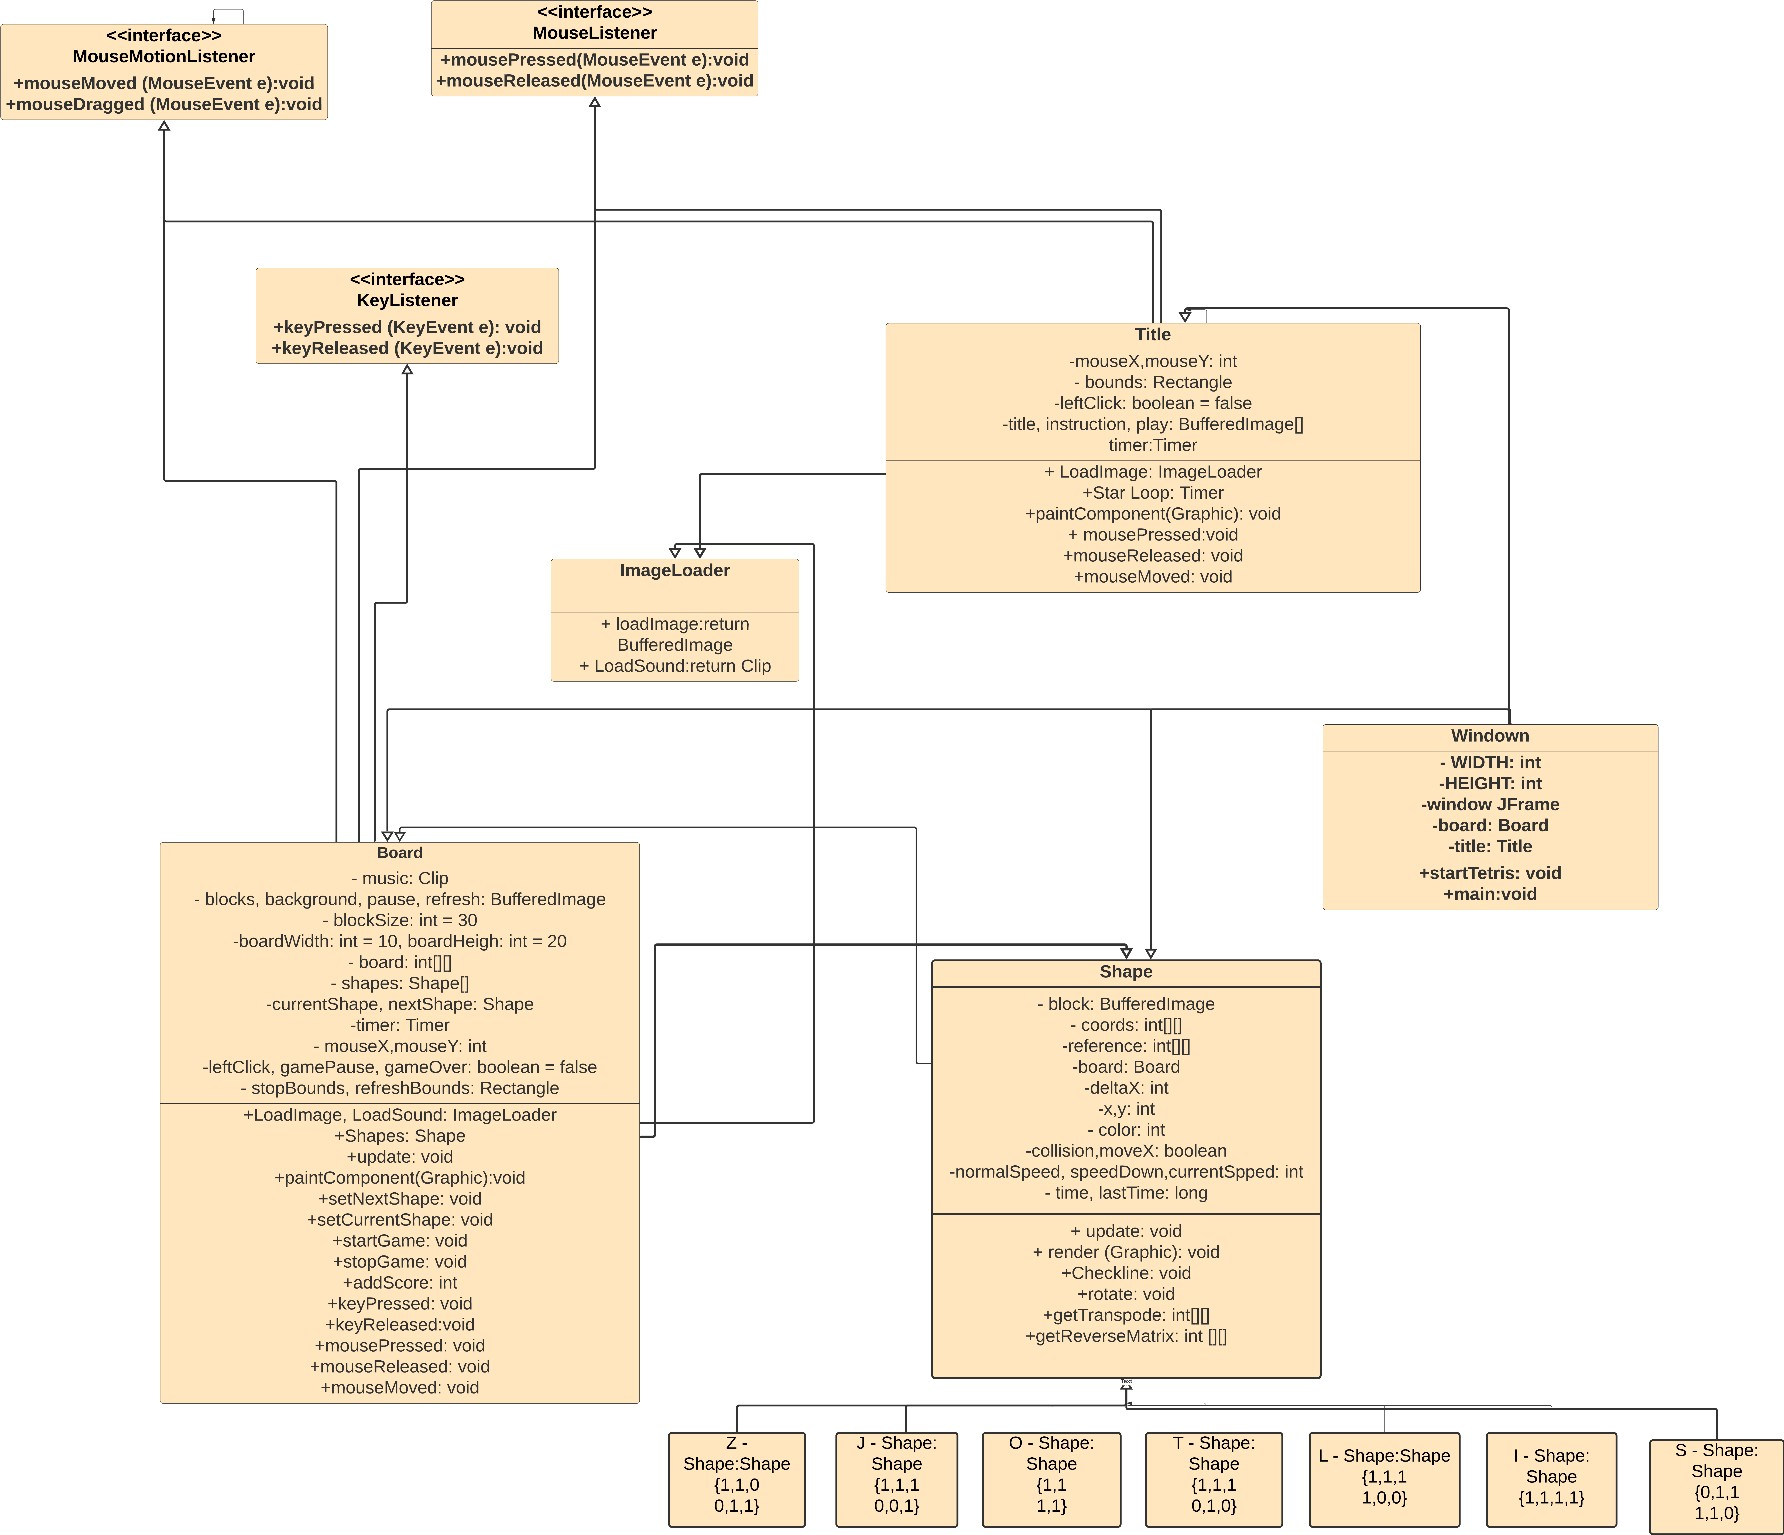 <<interface>>
MouseMotionListener
+mouseMoved (MouseEvent e):void
+mouseDragged (MouseEvent e):void
<<interface>>
MouseListener
+mousePressed(MouseEvent e):void
+mouseReleased(MouseEvent e):void
<<interface>>
KeyListener
+keyPressed (KeyEvent e): void
+keyReleased (KeyEvent e):void
Title
-mouseX,mouseY: int
- bounds: Rectangle
-leftClick: boolean = false
-title, instruction, play: BufferedImage[]
timer:Timer
+ LoadImage: ImageLoader
+Star Loop: Timer
+paintComponent(Graphic): void
+ mousePressed:void
+mouseReleased: void
+mouseMoved: void
ImageLoader
+ loadImage:return
BufferedImage
+ LoadSound:return Clip
Windown
- WIDTH: int
-HEIGHT: int
-window JFrame
-board: Board
-title: Title
+startTetris: void
+main:void
Board
- music: Clip
- blocks, background, pause, refresh: BufferedImage
- blockSize: int = 30
-boardWidth: int = 10, boardHeigh: int = 20
- board: int[][]
- shapes: Shape[]
-currentShape, nextShape: Shape
-timer: Timer
- mouseX,mouseY: int
-leftClick, gamePause, gameOver: boolean = false
- stopBounds, refreshBounds: Rectangle
+LoadImage, LoadSound: ImageLoader
+Shapes: Shape
+update: void
+paintComponent(Graphic):void
+setNextShape: void
+setCurrentShape: void
+startGame: void
+stopGame: void
+addScore: int
+keyPressed: void
+keyReleased:void
+mousePressed: void
+mouseReleased: void
+mouseMoved: void
Shape
- block: BufferedImage
- coords: int[][]
-reference: int[][]
-board: Board
-deltaX: int
-x,y: int
- color: int
-collision,moveX: boolean
-normalSpeed, speedDown,currentSpped: int
- time, lastTime: long
+ update: void
+ render (Graphic): void
+Checkline: void
+rotate: void
+getTranspode: int[][]
+getReverseMatrix: int [][]
Text
Z -
Shape:Shape
{1,1,0
0,1,1}
J - Shape:
Shape
{1,1,1
0,0,1}
O - Shape:
Shape
{1,1
1,1}
T - Shape:
Shape
{1,1,1
0,1,0}
L - Shape:Shape
{1,1,1
1,0,0}
I - Shape:
Shape
{1,1,1,1}
S - Shape:
Shape
{0,1,1
1,1,0}